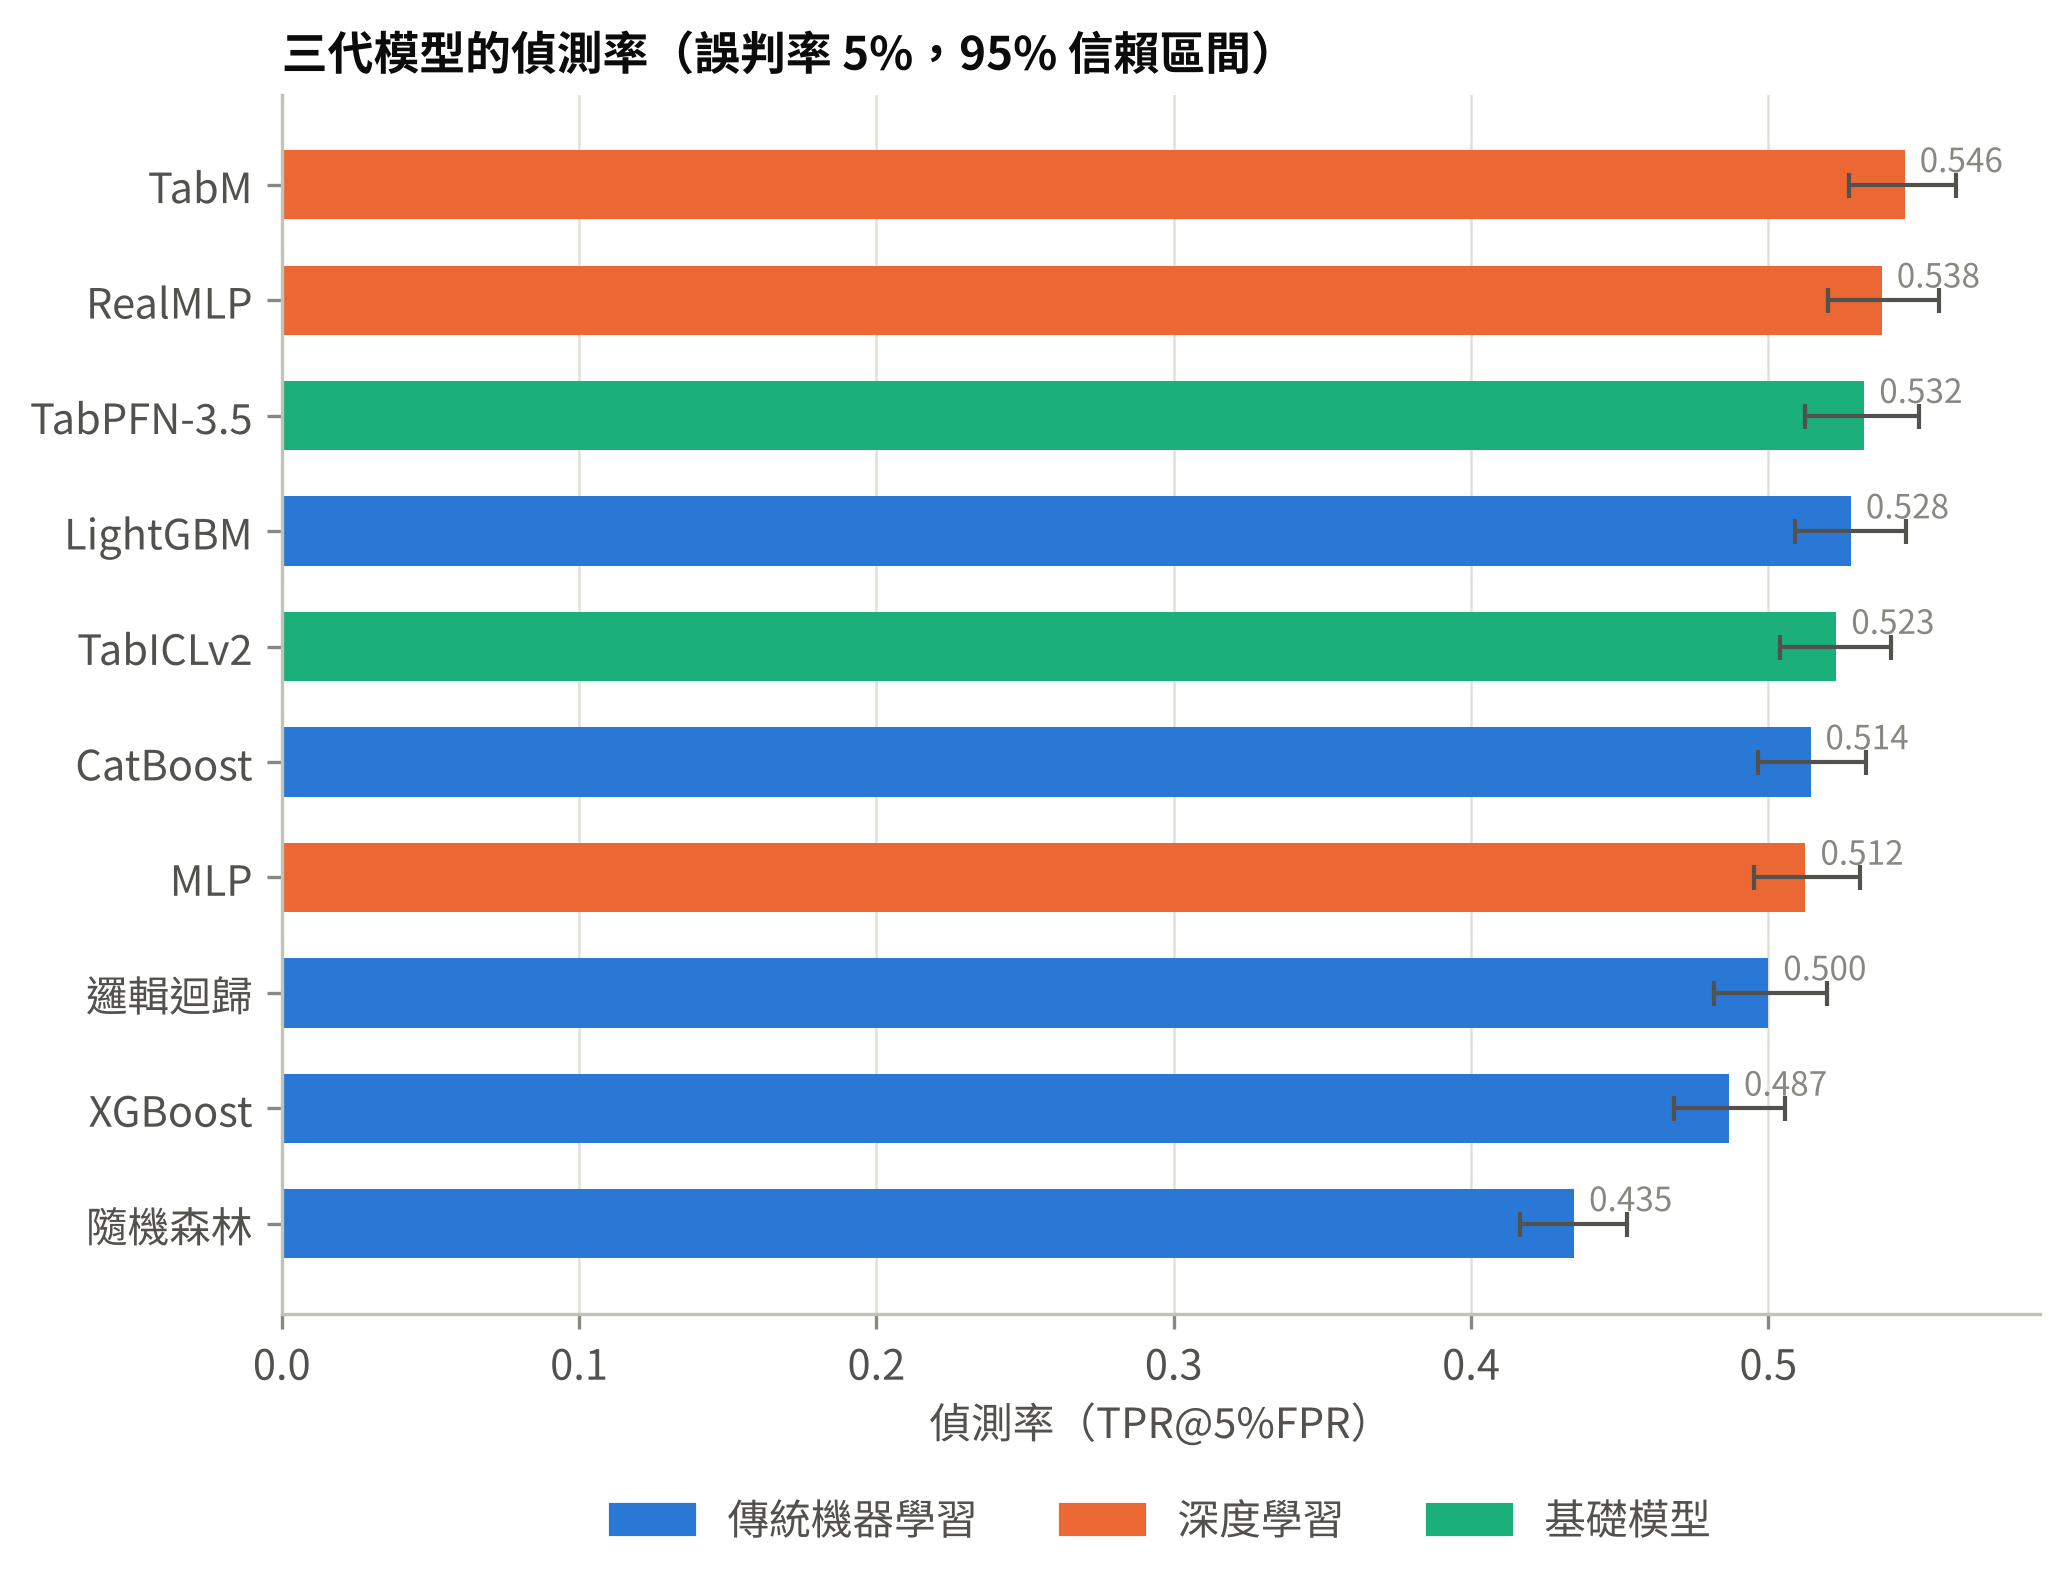 三代模型的偵測率（誤判率 5%，95% 信賴區間）
TabM 0.546
RealMLP 0.538
TabPFN-3.5 0.532
LightGBM 0.528
TabICLv2 0.523
CatBoost 0.514
MLP 0.512
邏輯迴歸 0.500
XGBoost 0.487
隨機森林 0.435
0.0 0.1 0.2 0.3 0.4 0.5
偵測率（TPR@5%FPR）
傳統機器學習 深度學習 基礎模型